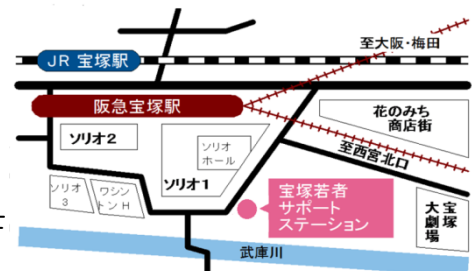 至大阪・梅田
JR 宝塚駅
阪急宝塚駅
花のみち
商店街
ソリオ2
ソリオ
ホール
至西宮北口
ソリオ1
ソリオ
3
ワシン
トンH
宝塚若者
サポート
ステーション
宝塚
大劇場
武庫川